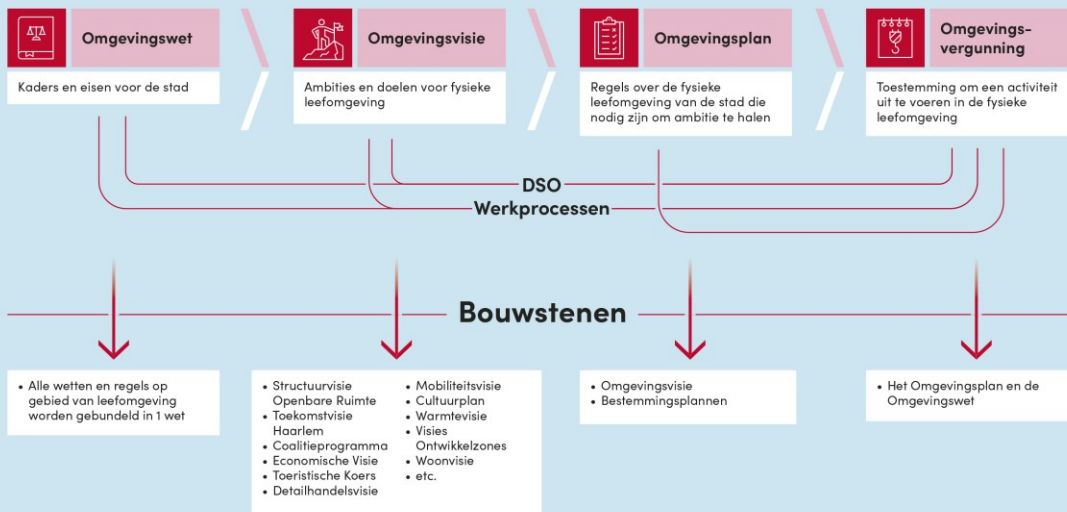 Omgevingswet
Kaders en eisen voor de stad
Omgevingsvisie
Ambities en doelen voor fysieke
leefomgeving
Omgevingsplan
Regels over de fysieke
leefomgeving van de stad die
nodig zijn om ambitie te halen
Omgevings-
vergunning
Toestemming om een activiteit
uit te voeren in de fysieke
leefomgeving
DSO
Werkprocessen
Bouwstenen
• Alle wetten en regels op
gebied van leefomgeving
worden gebundeld in 1 wet
• Structuurvisie
Openbare Ruimte
• Toekomstvisie
Haarlem
• Coalitieprogramma
• Economische Visie
• Toeristische Koers
• Detailhandelsvisie
• Mobiliteitsvisie
• Cultuurplan
• Warmtevisie
• Visies
Ontwikkelzones
• Woonvisie
• etc.
• Omgevingsvisie
• Bestemmingsplannen
• Het Omgevingsplan en de
Omgevingswet